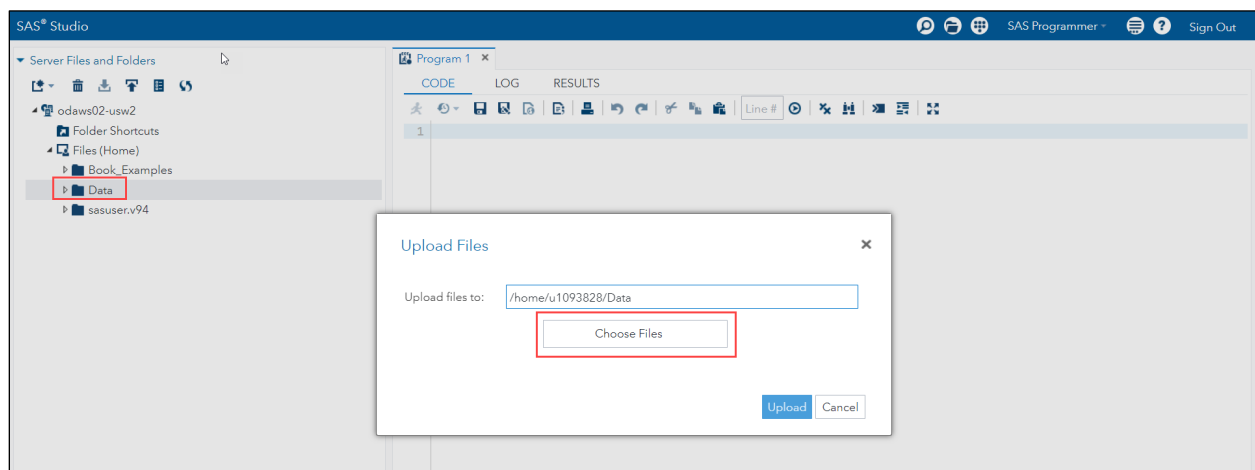 SAS® Studio
SAS Programmer
Sign Out
Server Files and Folders
odaws02-usw2
Folder Shortcuts
Files (Home)
Book_Examples
Data
sasuser.v94
Program 1
CODE LOG RESULTS
Line #
1
Upload Files
Upload files to: /home/u1093828/Data
Choose Files
Upload Cancel